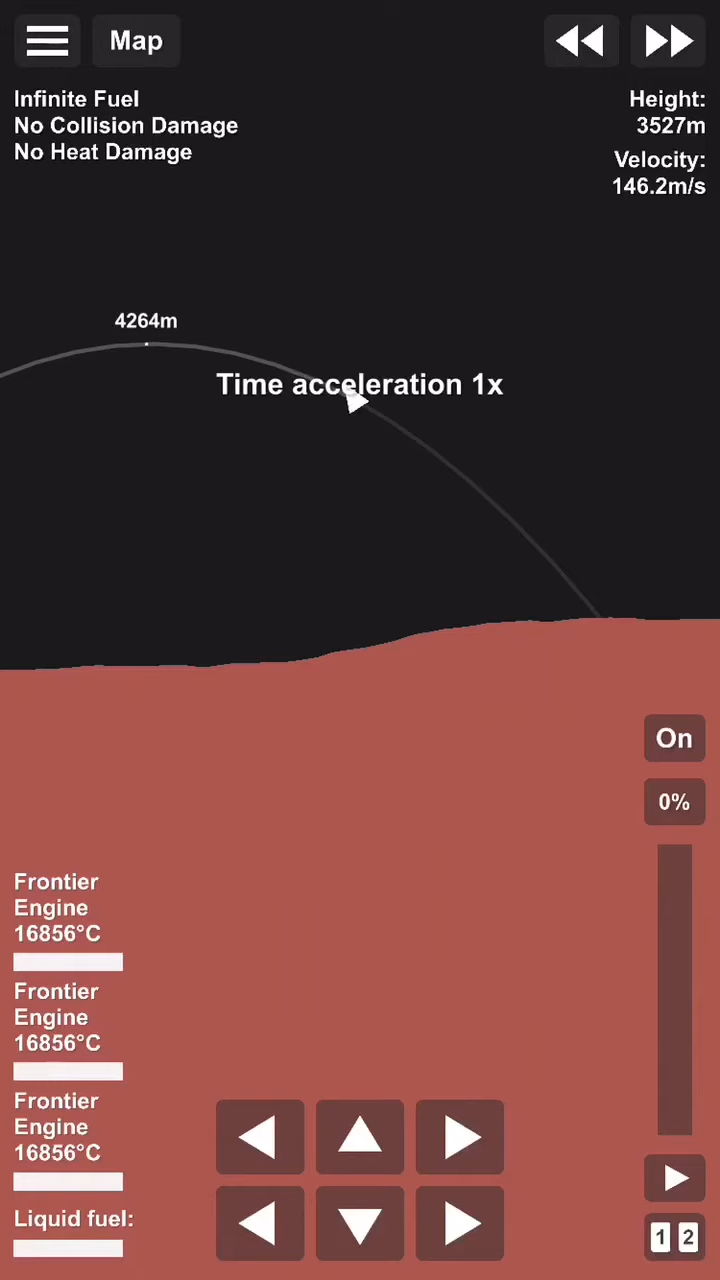 Map
Infinite Fuel
No Collision Damage
No Heat Damage
Height:
3527m
Velocity:
146.2m/s
4264m
Time acceleration 1x
On
0%
Frontier
Engine
16856°C
Frontier
Engine
16856°C
Frontier
Engine
16856°C
Liquid fuel:
1 2